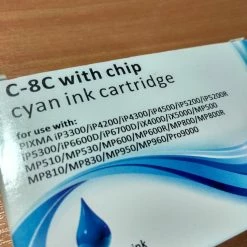 C-8C with chip
cyan ink cartridge
for use with:
PIXMA iP3300/iP4200/iP4300/iP4500/iP5200/iP5200R
iP5300/iP6600D/iP6700D/iX4000/iX5000/MP500
MP510/MP530/MP600/MP600R/MP800/MP800R
MP810/MP830/MP950/MP960/Pro9000
ink